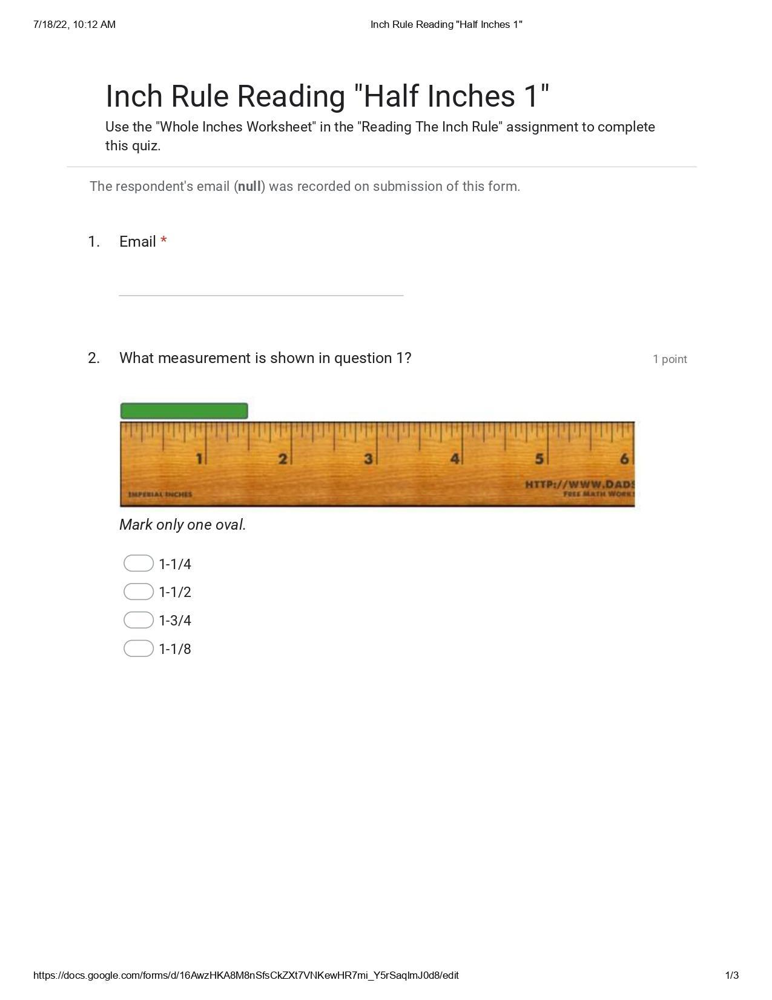 7/18/22, 10:12 AM
Inch Rule Reading "Half Inches 1"
Inch Rule Reading "Half Inches 1"
Use the "Whole Inches Worksheet" in the "Reading The Inch Rule" assignment to complete
this quiz.
The respondent's email (null) was recorded on submission of this form.
1. Email *
2. What measurement is shown in question 1?
1 point
1 2 3 4 5 6
HTTP://WWW.DADS
IMPERIAL INCHES
FREE MATH WORKS
Mark only one oval.
1-1/4
1-1/2
1-3/4
1-1/8
https://docs.google.com/forms/d/16AwzHKA8M8nSfsCkZXt7VNKewHR7mi_Y5rSaqlmJ0d8/edit
1/3